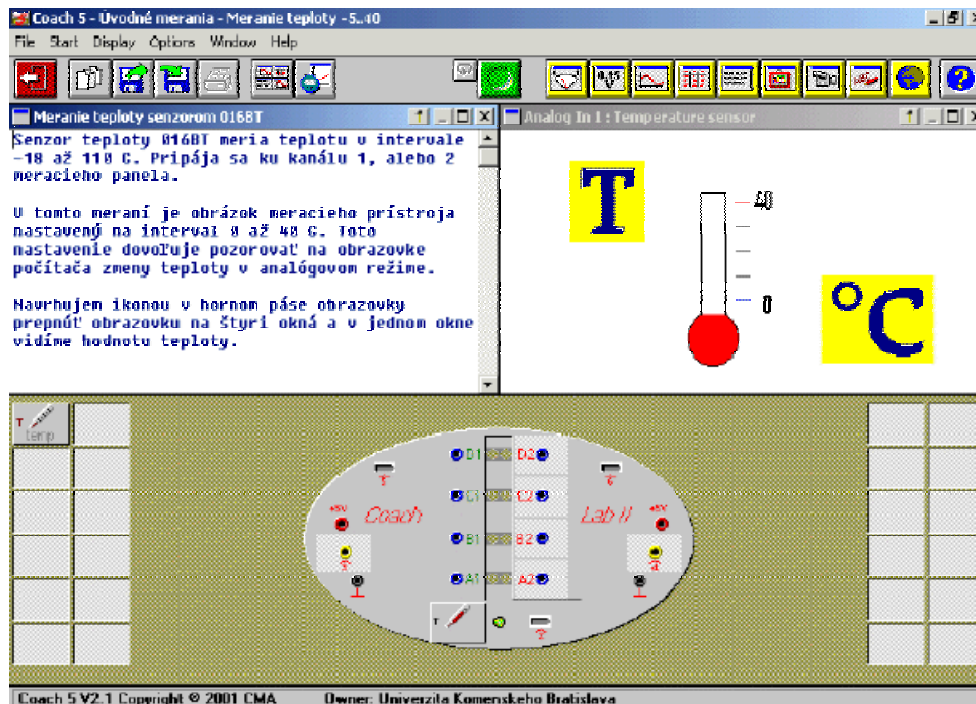 Coach 5 - Úvodné merania - Meranie teploty -5..40
File Start Display Options Window Help
Meranie teploty senzorom 0168T
Analog In 1 : Temperature sensor
Senzor teploty 0168T meria teplotu v intervale
-18 až 110 C. Pripája sa ku kanálu 1, alebo 2
meracieho panela.
V tomto meraní je obrázok meracieho prístroja
nastavený na interval 0 až 40 C. Toto
nastavenie dovoľuje pozorovať na obrazovke
počítača zmeny teploty v analógovom režime.
Navrhujem ikonou v hornom páse obrazovky
prepnúť obrazovku na štyri okná a v jednom okne
vidíme hodnotu teploty.
T
40
0
°C
T
temp
D1 D2
5 6
C1 C2
+5V Coach Lab II +5V
B1 B2
3 4
A1 A2
T
2
Coach 5 V2.1 Copyright © 2001 CMA Owner: Univerzita Komenskeho Bratislava